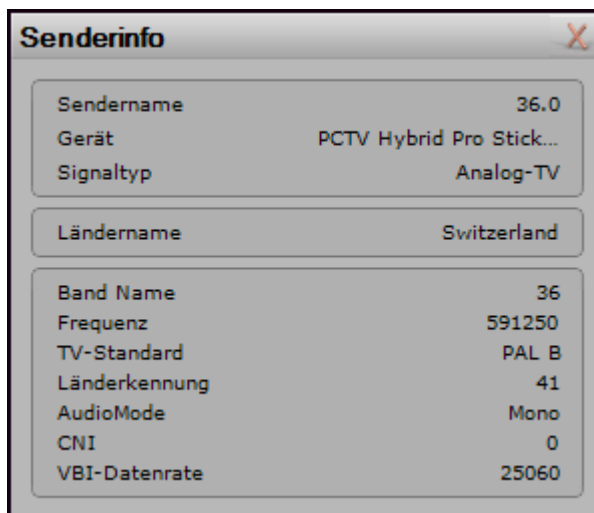 Senderinfo
Sendername 36.0
Gerät PCTV Hybrid Pro Stick...
Signaltyp Analog-TV
Ländername Switzerland
Band Name 36
Frequenz 591250
TV-Standard PAL B
Länderkennung 41
AudioMode Mono
CNI 0
VBI-Datenrate 25060